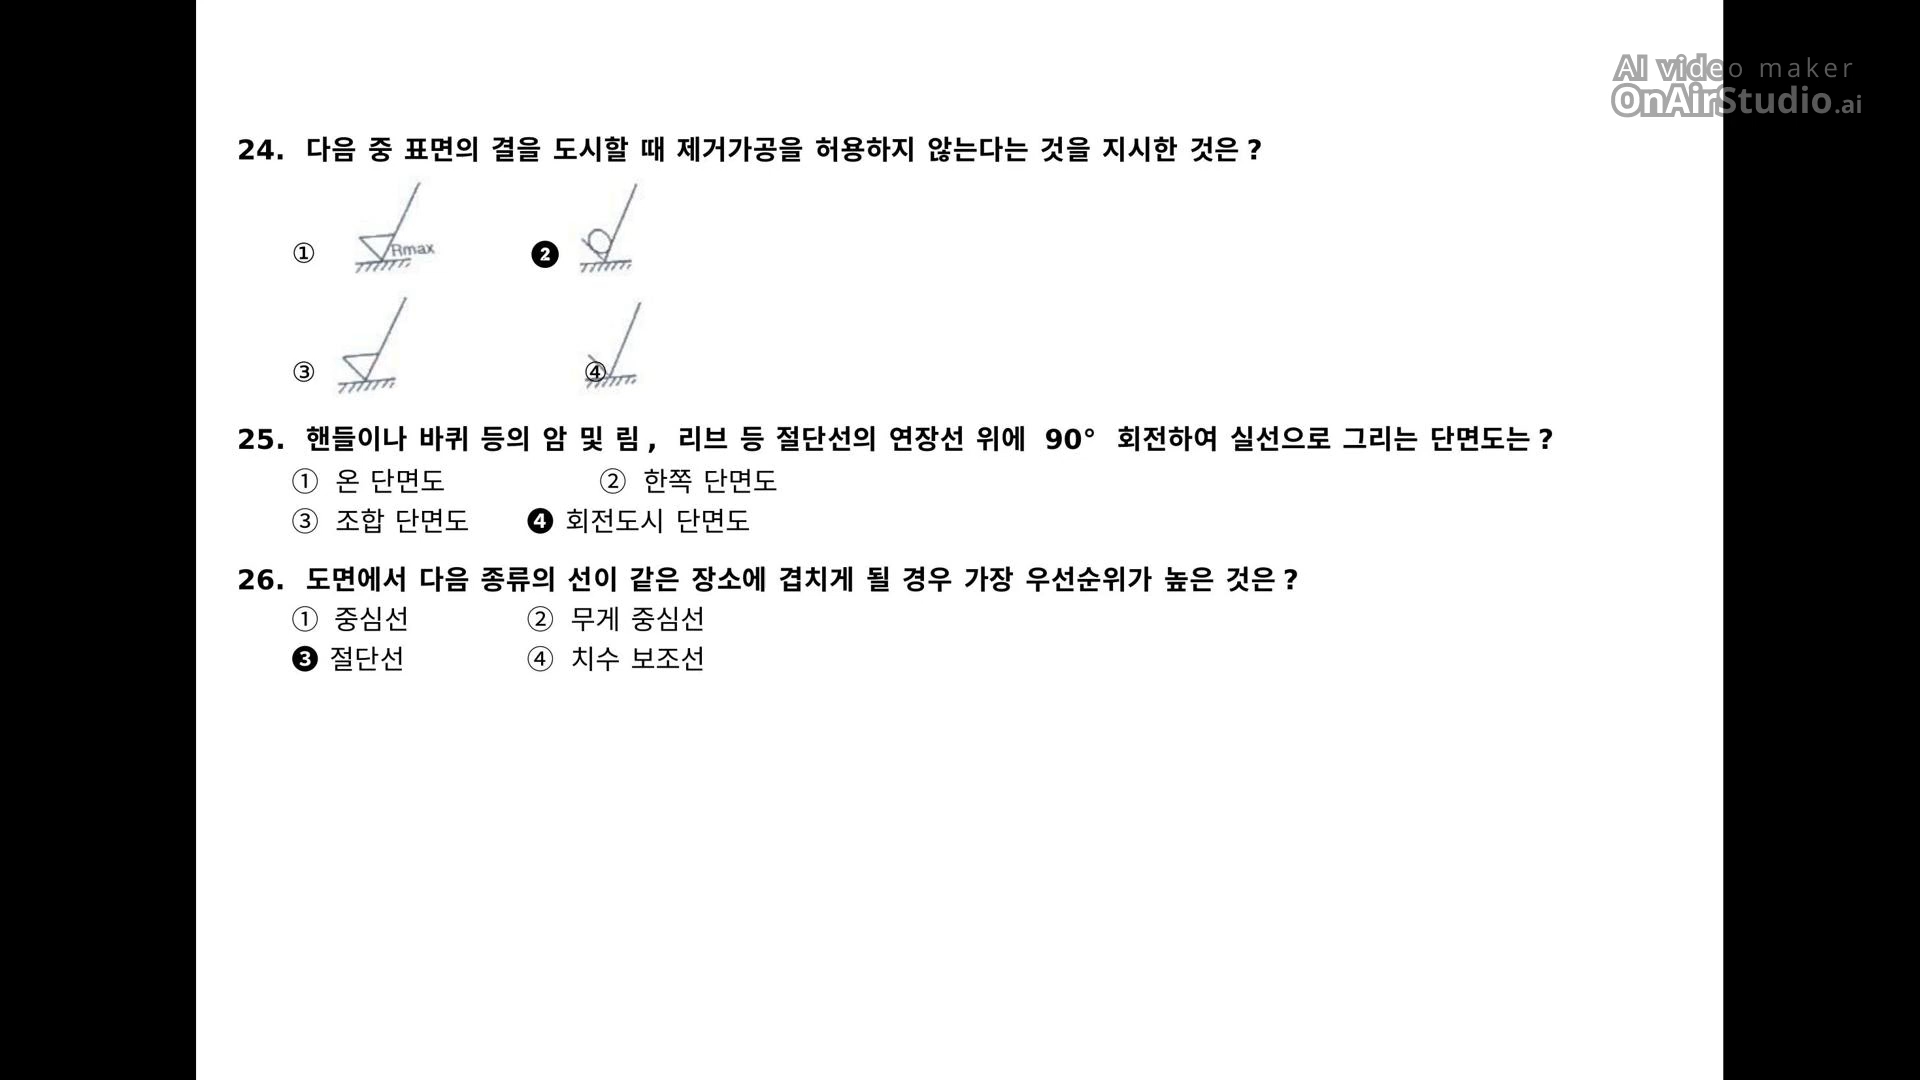 AI video maker
OnAirStudio.ai
24. 다음 중 표면의 결을 도시할 때 제거가공을 허용하지 않는다는 것을 지시한 것은?
① Rmax ❷
③ ④
25. 핸들이나 바퀴 등의 암 및 림, 리브 등 절단선의 연장선 위에 90° 회전하여 실선으로 그리는 단면도는?
① 온 단면도 ② 한쪽 단면도
③ 조합 단면도 ❹ 회전도시 단면도
26. 도면에서 다음 종류의 선이 같은 장소에 겹치게 될 경우 가장 우선순위가 높은 것은?
① 중심선 ② 무게 중심선
❸ 절단선 ④ 치수 보조선